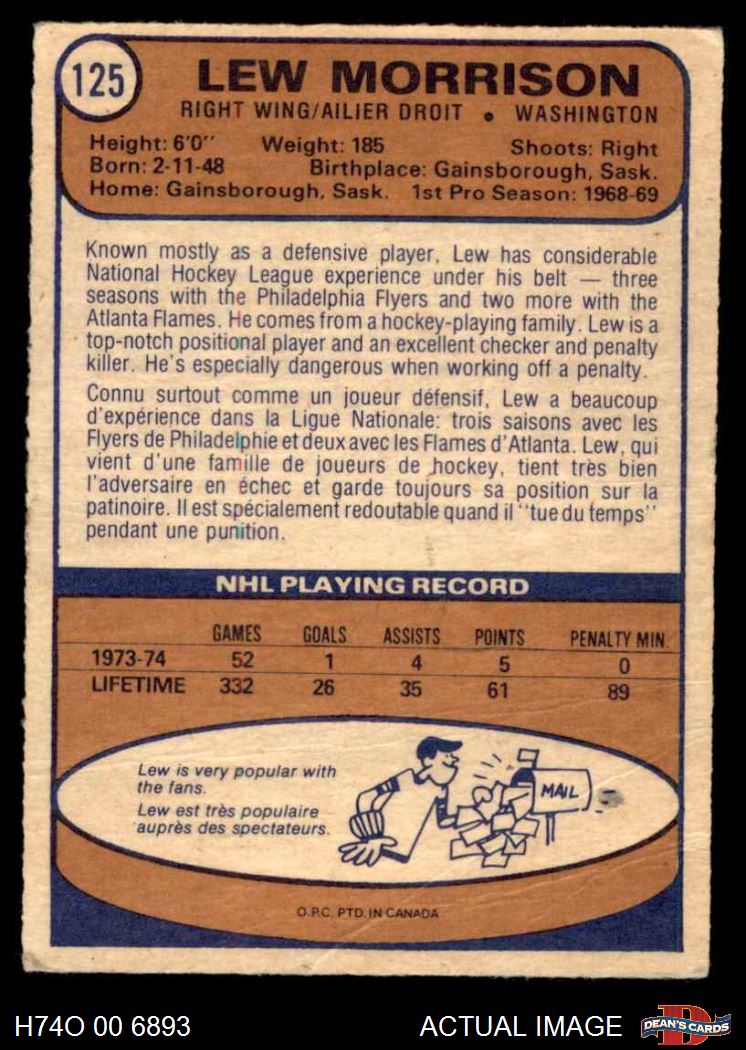 125
LEW MORRISON
RIGHT WING/AILIER DROIT • WASHINGTON
Height: 6'0" Weight: 185 Shoots: Right
Born: 2-11-48 Birthplace: Gainsborough, Sask.
Home: Gainsborough, Sask. 1st Pro Season: 1968-69
Known mostly as a defensive player, Lew has considerable
National Hockey League experience under his belt — three
seasons with the Philadelphia Flyers and two more with the
Atlanta Flames. He comes from a hockey-playing family. Lew is a
top-notch positional player and an excellent checker and penalty
killer. He's especially dangerous when working off a penalty.
Connu surtout comme un joueur défensif, Lew a beaucoup
d'expérience dans la Ligue Nationale: trois saisons avec les
Flyers de Philadelphie et deux avec les Flames d'Atlanta. Lew, qui
vient d'une famille de joueurs de hockey, tient très bien
l'adversaire en échec et garde toujours sa position sur la
patinoire. Il est spécialement redoutable quand il "tue du temps"
pendant une punition.
NHL PLAYING RECORD
GAMES GOALS ASSISTS POINTS PENALTY MIN.
1973-74 52 1 4 5 0
LIFETIME 332 26 35 61 89
Lew is very popular with
the fans.
Lew est très populaire
auprès des spectateurs.
MAIL
O.P.C. PTD. IN CANADA
H74O 00 6893 ACTUAL IMAGE
D
DEAN'S CARDS